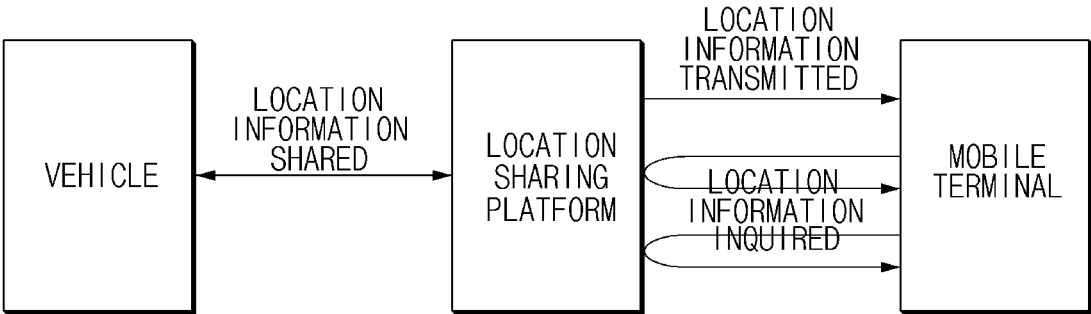 VEHICLE
LOCATION
INFORMATION
SHARED
LOCATION
SHARING
PLATFORM
LOCATION
INFORMATION
TRANSMITTED
LOCATION
INFORMATION
INQUIRED
MOBILE
TERMINAL